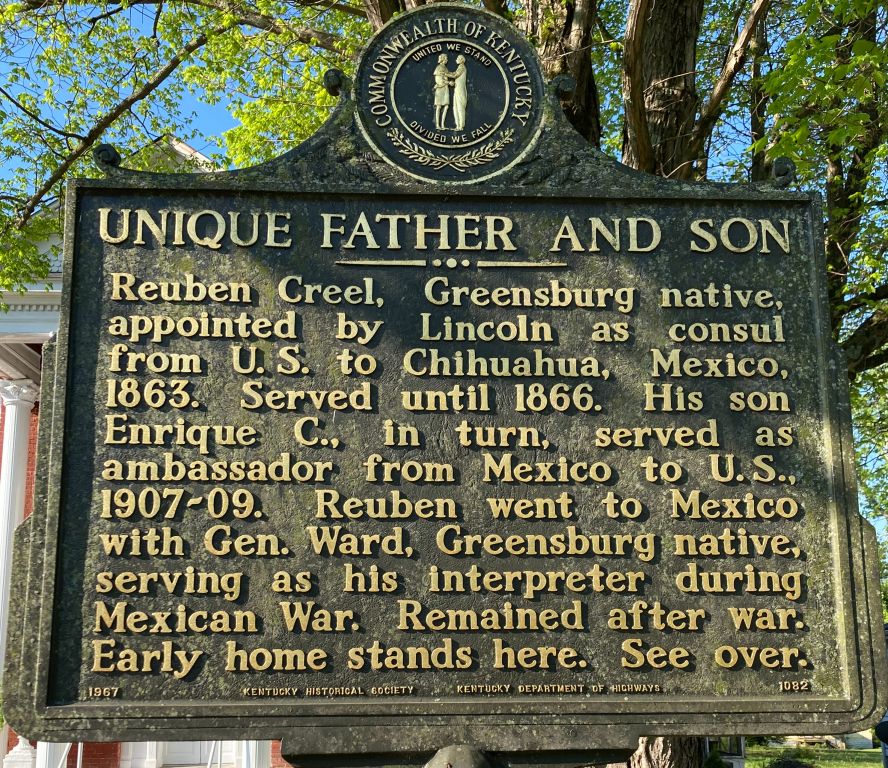 COMMONWEALTH OF KENTUCKY
UNITED WE STAND
DIVIDED WE FALL
UNIQUE FATHER AND SON
Reuben Creel, Greensburg native,
appointed by Lincoln as consul
from U.S. to Chihuahua, Mexico,
1863. Served until 1866. His son
Enrique C., in turn, served as
ambassador from Mexico to U.S.,
1907-09. Reuben went to Mexico
with Gen. Ward, Greensburg native,
serving as his interpreter during
Mexican War. Remained after war.
Early home stands here. See over.
1967 KENTUCKY HISTORICAL SOCIETY KENTUCKY DEPARTMENT OF HIGHWAYS 1082